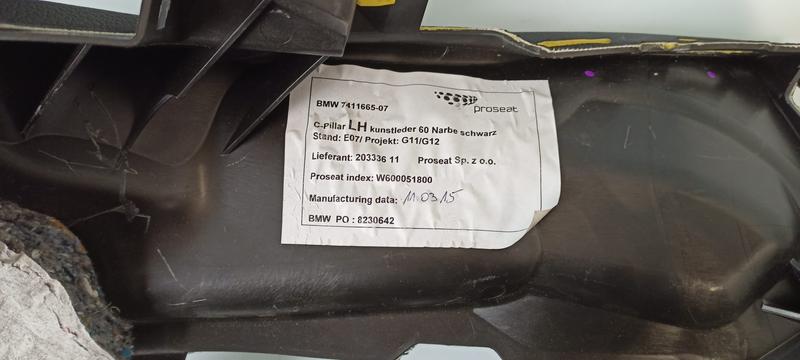 proseat
BMW 7411665-07
C-Pillar LH kunstleder 60 Narbe schwarz
Stand: E07/ Projekt: G11/G12
Lieferant: 203336 11 Proseat Sp. z o.o.
Proseat index: W600051800
Manufacturing data: 11.03.15
BMW PO : 8230642